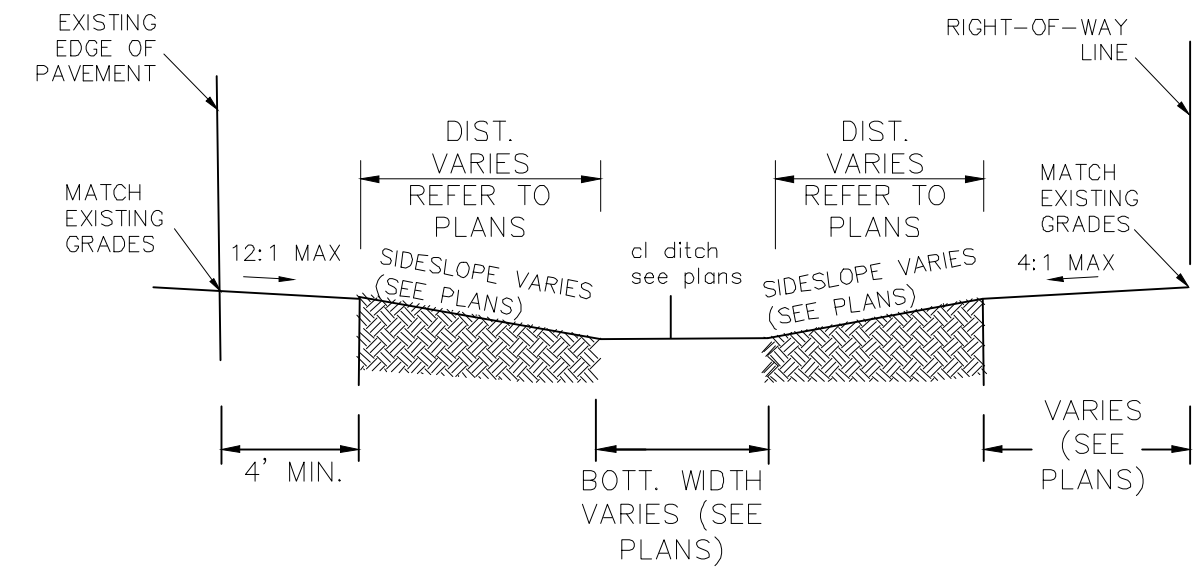 EXISTING
EDGE OF
PAVEMENT
RIGHT-OF-WAY
LINE
DIST.
VARIES
REFER TO
PLANS
DIST.
VARIES
REFER TO
PLANS
MATCH
EXISTING
GRADES
MATCH
EXISTING
GRADES
12:1 MAX
SIDESLOPE VARIES
(SEE PLANS)
cl ditch
see plans
SIDESLOPE VARIES
(SEE PLANS)
4:1 MAX
4' MIN.
BOTT. WIDTH
VARIES (SEE
PLANS)
VARIES
(SEE
PLANS)